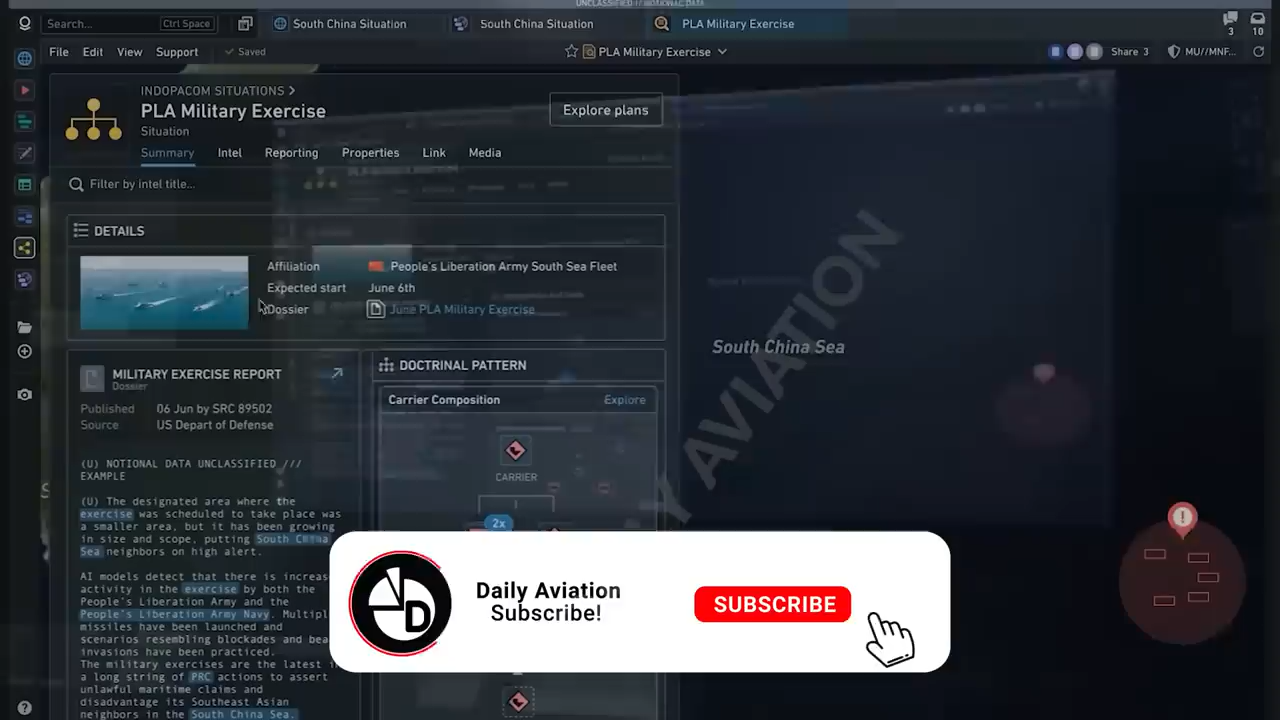 UNCLASSIFIED // NOTIONAL DATA
Search... Ctrl Space
South China Situation
South China Situation
PLA Military Exercise
3
10
File Edit View Support Saved
PLA Military Exercise
Share 3
MU//MNF...
INDOPACOM SITUATIONS
PLA Military Exercise
Situation
Explore plans
Summary Intel Reporting Properties Link Media
Filter by intel title...
DETAILS
Affiliation People's Liberation Army South Sea Fleet
Expected start June 6th
Dossier June PLA Military Exercise
MILITARY EXERCISE REPORT
Dossier
Published 06 Jun by SRC 89502
Source US Depart of Defense
(U) NOTIONAL DATA UNCLASSIFIED ///
EXAMPLE
(U) The designated area where the
exercise was scheduled to take place was
a smaller area, but it has been growing
in size and scope, putting South China
Sea neighbors on high alert.
AI models detect that there is increas
activity in the exercise by both the
People's Liberation Army and the
People's Liberation Army Navy. Multipl
missiles have been launched and
scenarios resembling blockades and bea
invasions have been practiced.
The military exercises are the latest i
a long string of PRC actions to assert
unlawful maritime claims and
disadvantage its Southeast Asian
neighbors in the South China Sea.
DOCTRINAL PATTERN
Carrier Composition Explore
CARRIER
2x
South China Sea
Y AVIATION
Daily Aviation
Subscribe!
SUBSCRIBE